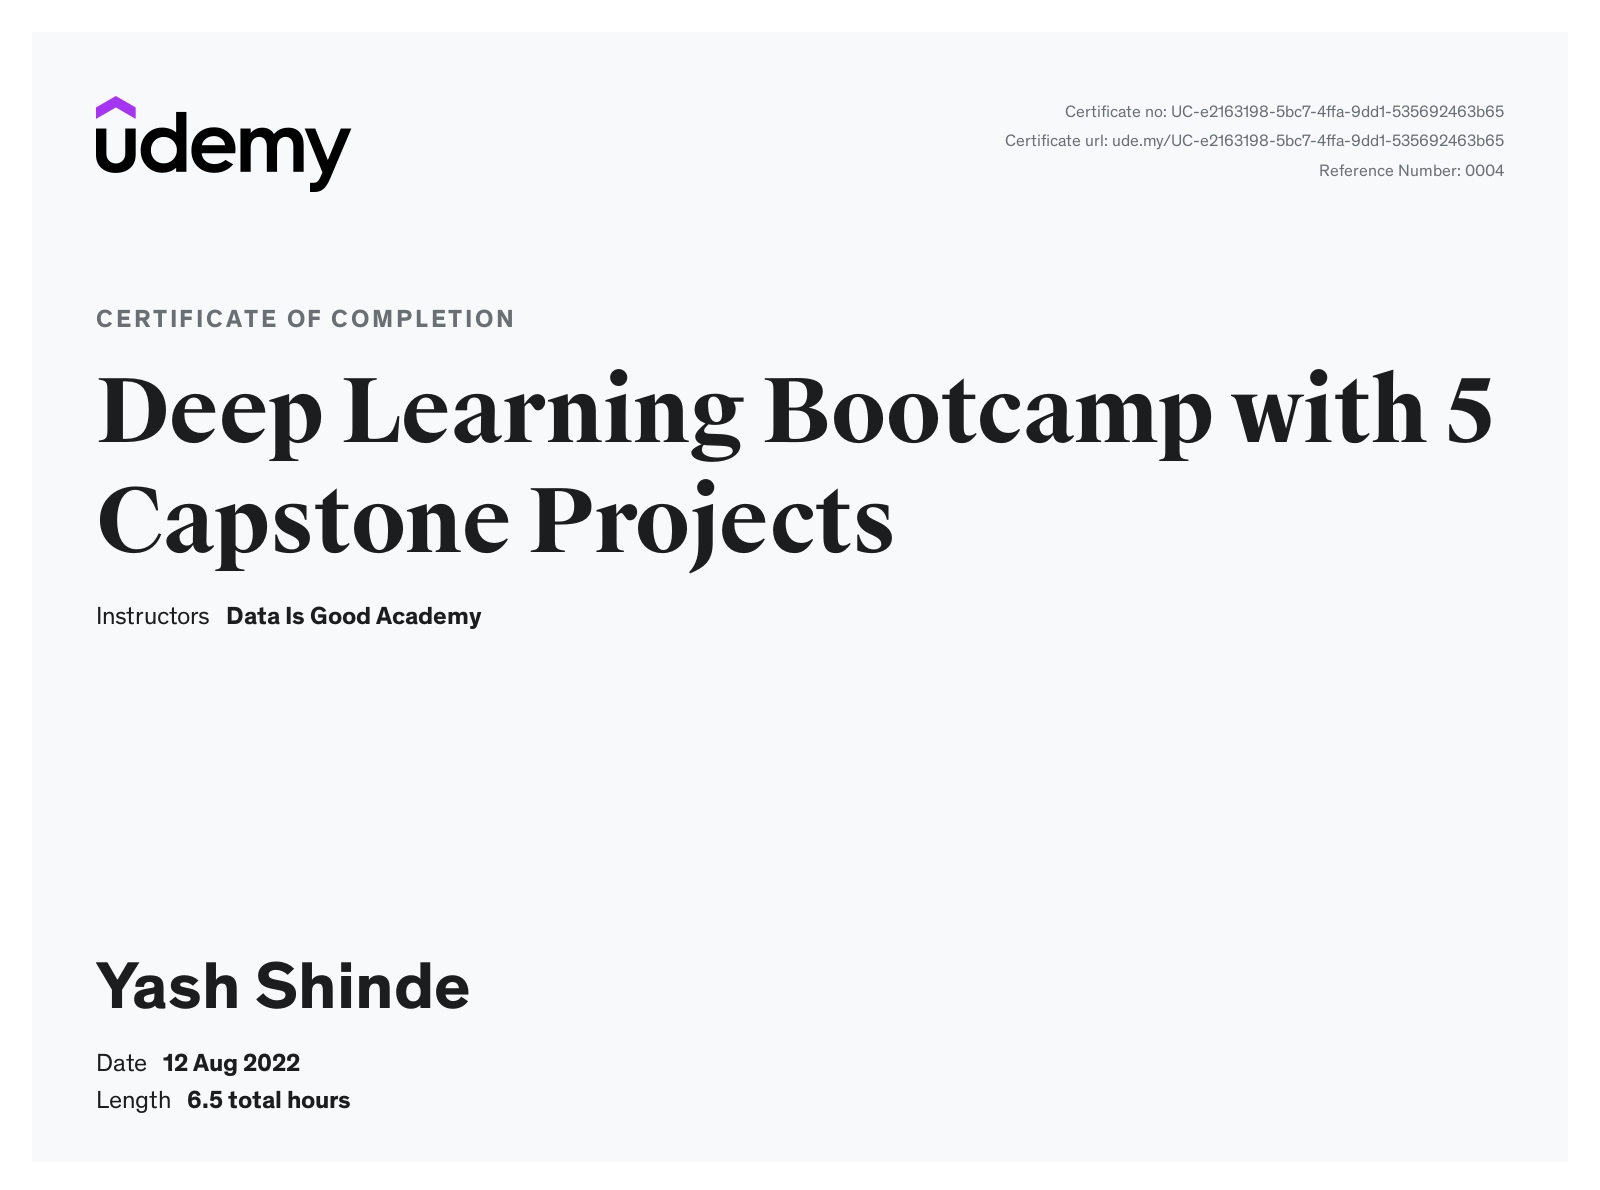 udemy
Certificate no: UC-e2163198-5bc7-4ffa-9dd1-535692463b65
Certificate url: ude.my/UC-e2163198-5bc7-4ffa-9dd1-535692463b65
Reference Number: 0004
CERTIFICATE OF COMPLETION
Deep Learning Bootcamp with 5
Capstone Projects
Instructors Data Is Good Academy
Yash Shinde
Date 12 Aug 2022
Length 6.5 total hours